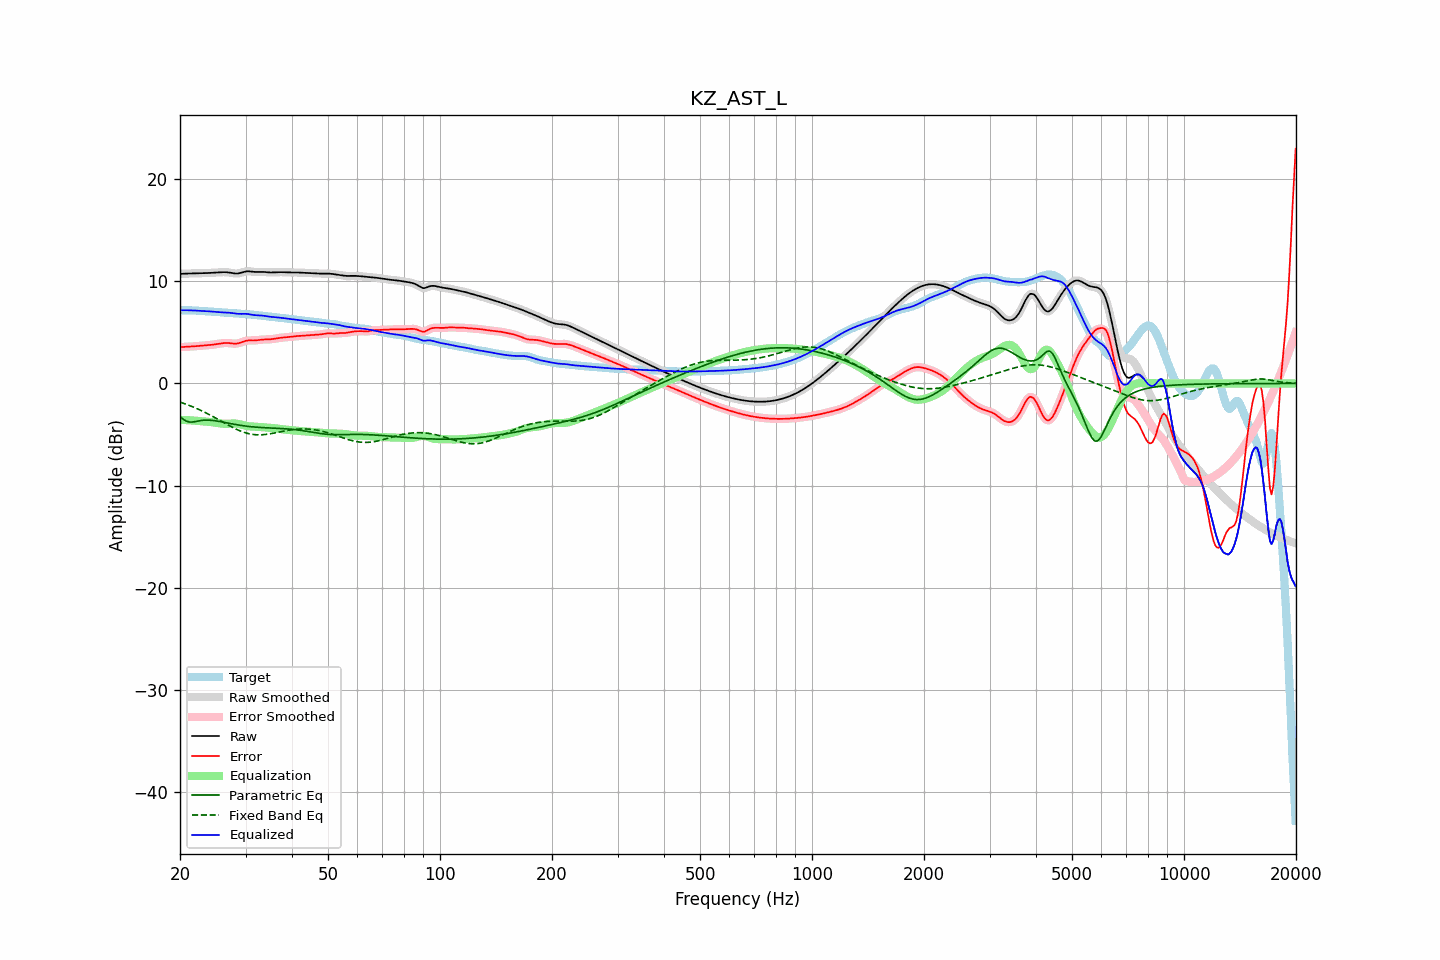 KZ_AST_L
Amplitude (dBr)
20
10
0
−10
−20
−30
−40
Target
Raw Smoothed
Error Smoothed
Raw
Error
Equalization
Parametric Eq
Fixed Band Eq
Equalized
20 50 100 200 500 1000 2000 5000 10000 20000
Frequency (Hz)